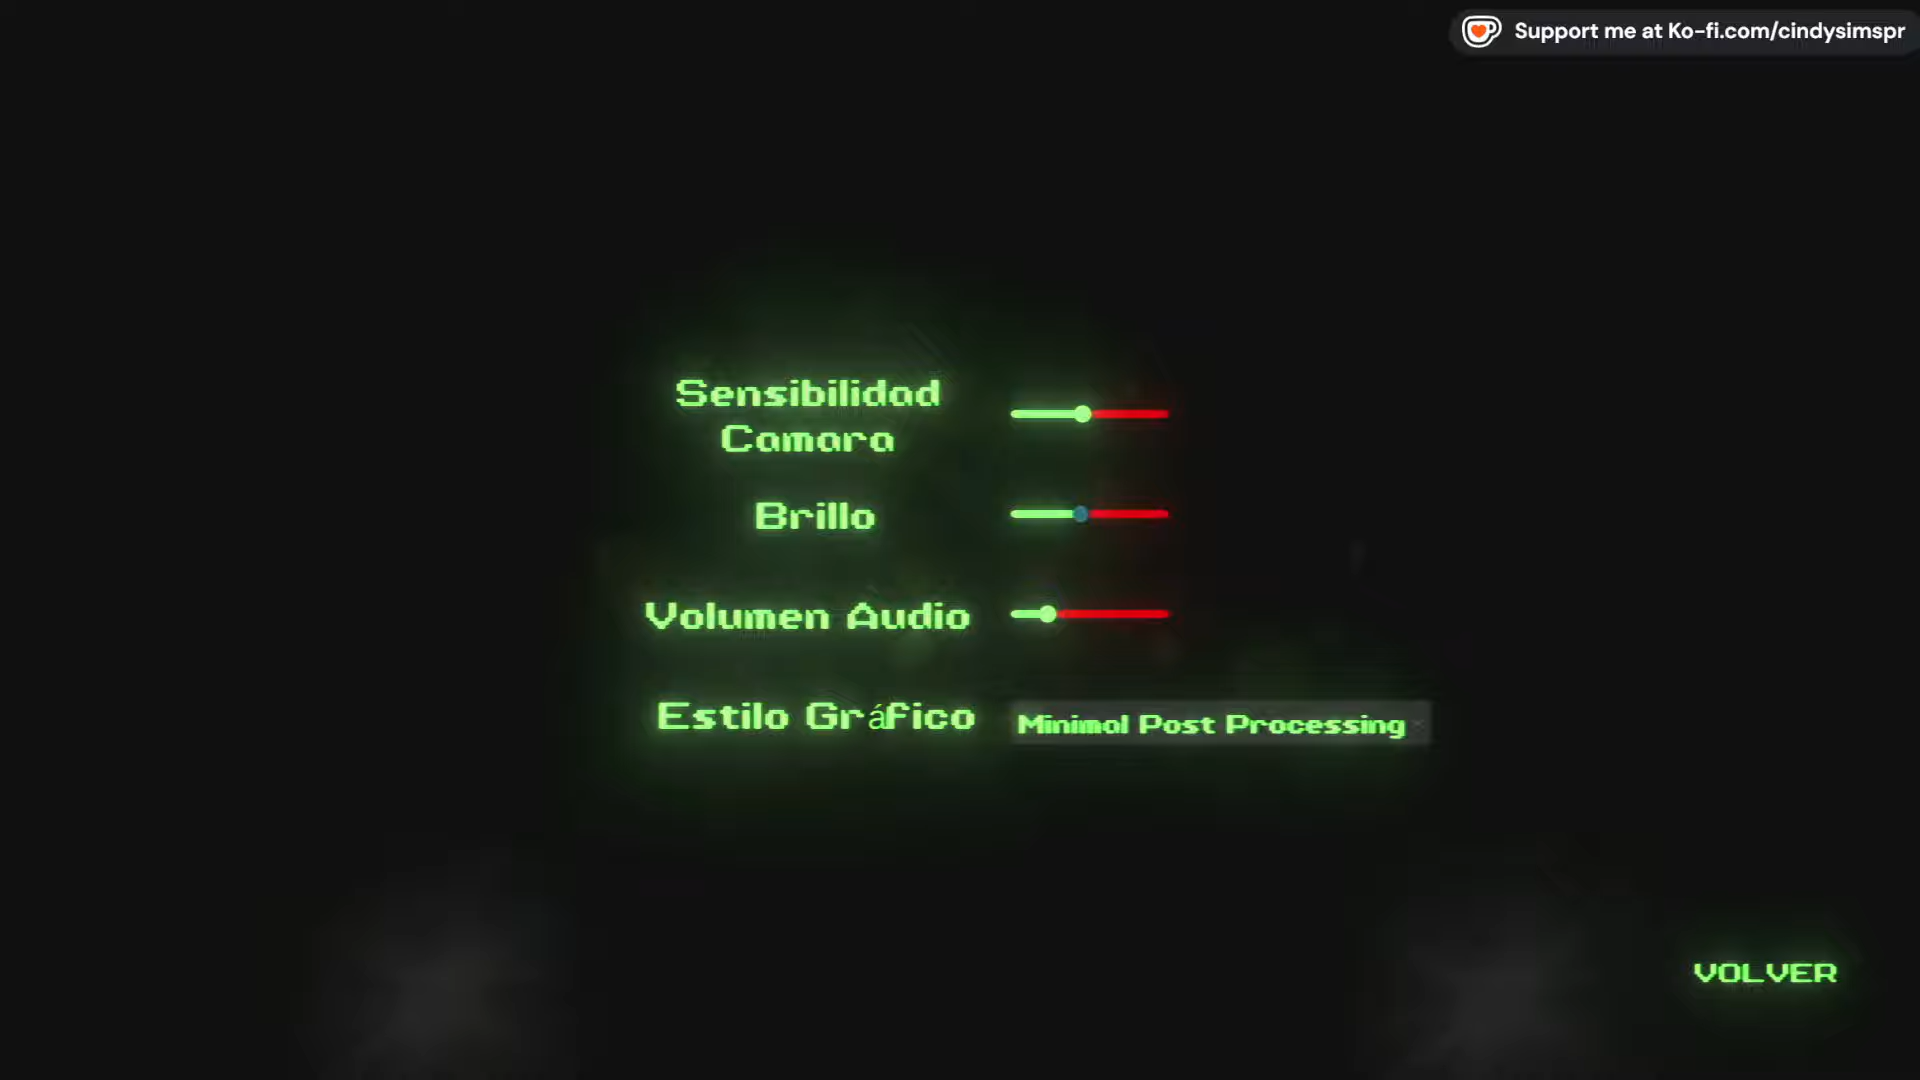 Support me at Ko-fi.com/cindysimspr
Sensibilidad
Camara
Brillo
Volumen Audio
Estilo Gráfico
Minimal Post Processing
VOLVER